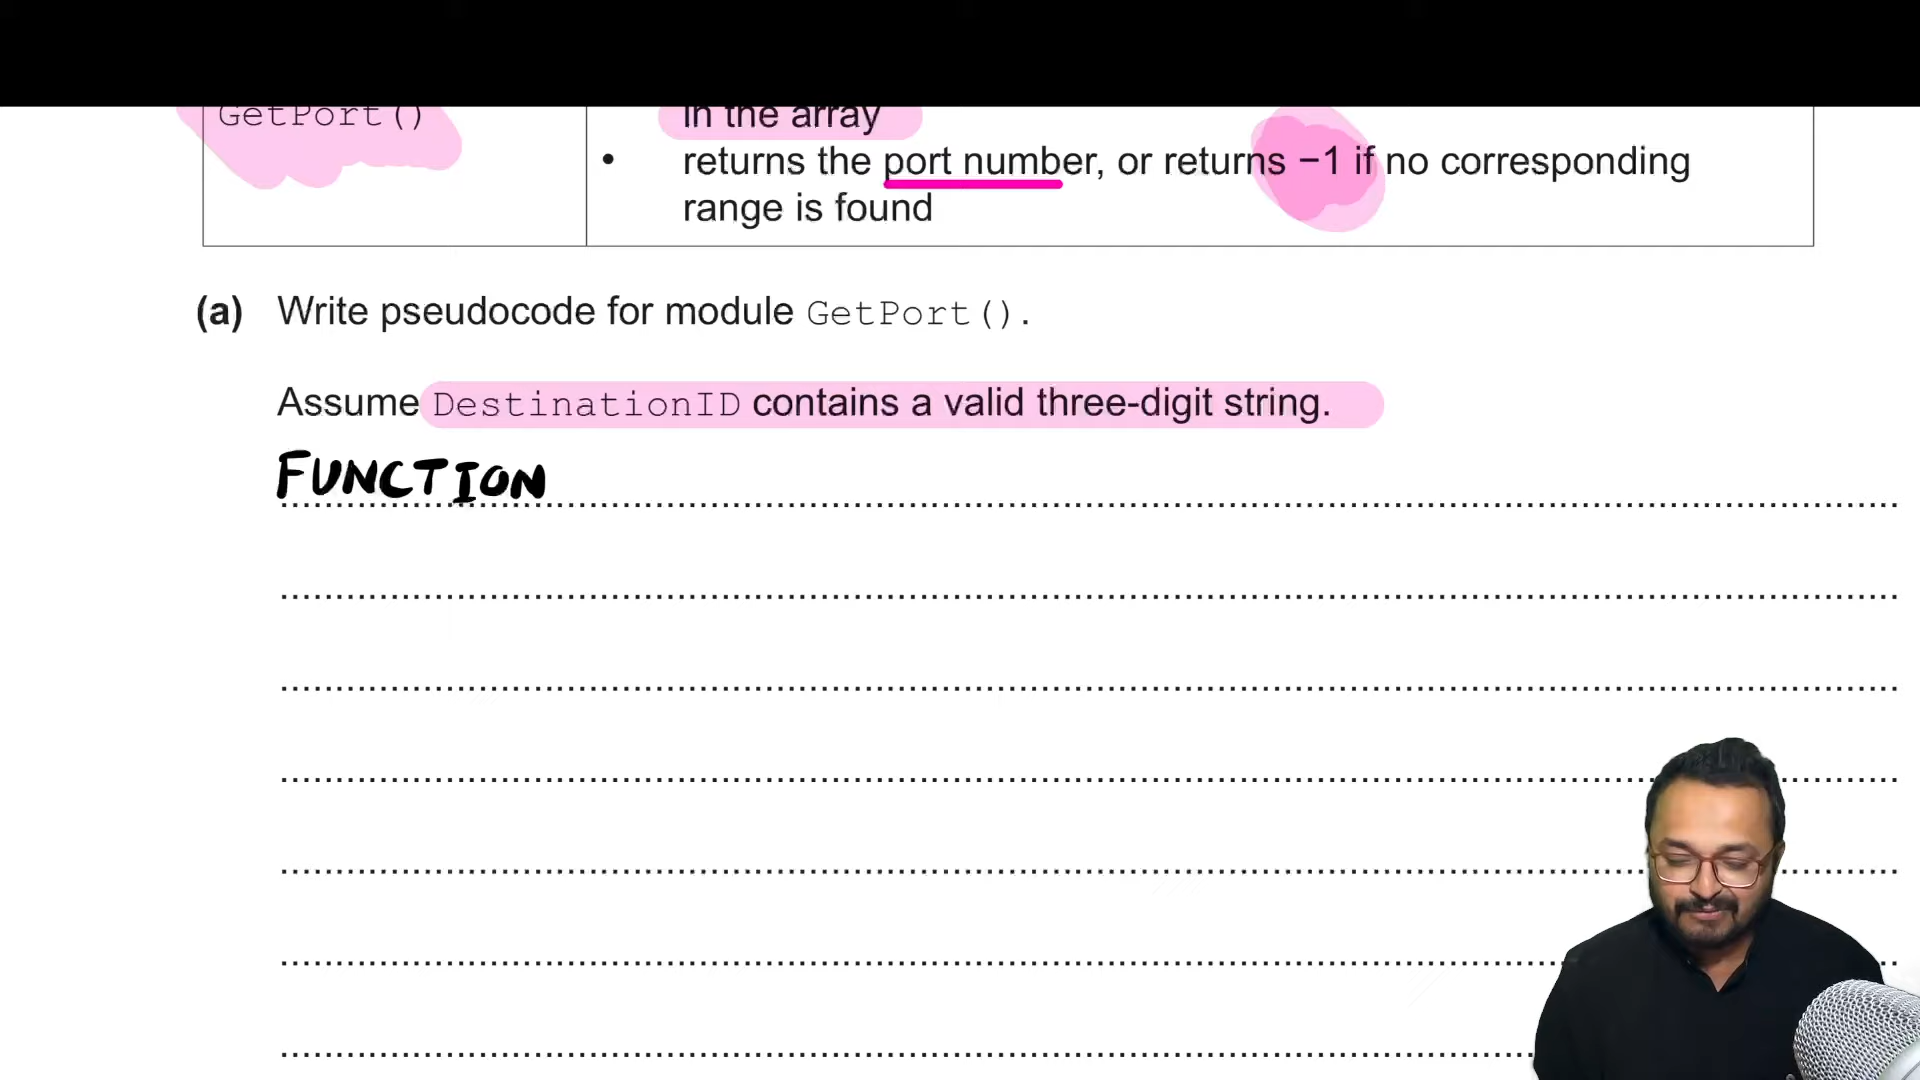 GetPort()
in the array
• returns the port number, or returns −1 if no corresponding
range is found
(a) Write pseudocode for module GetPort().
Assume DestinationID contains a valid three-digit string.
FUNCTION